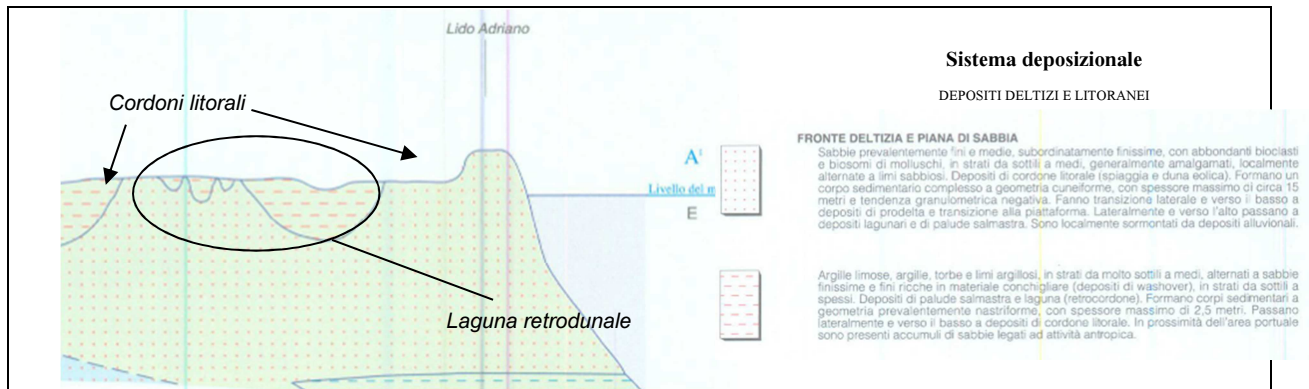 Lido Adriano
Cordoni litorali
Laguna retrodunale
A¹
Livello del m
E
Sistema deposizionale
DEPOSITI DELTIZI E LITORANEI
FRONTE DELTIZIA E PIANA DI SABBIA
Sabbie prevalentemente fini e medie, subordinatamente finissime, con abbondanti bioclasti
e biosomi di molluschi, in strati da sottili a medi, generalmente amalgamati, localmente
alternate a limi sabbiosi. Depositi di cordone litorale (spiaggia e duna eolica). Formano un
corpo sedimentario complesso a geometria cuneiforme, con spessore massimo di circa 15
metri e tendenza granulometrica negativa. Fanno transizione laterale e verso il basso a
depositi di prodelta e transizione alla piattaforma. Lateralmente e verso l'alto passano a
depositi lagunari e di palude salmastra. Sono localmente sormontati da depositi alluvionali.
Argille limose, argille, torbe e limi argillosi, in strati da molto sottili a medi, alternati a sabbie
finissime e fini ricche in materiale conchigliare (depositi di washover), in strati da sottili a
spessi. Depositi di palude salmastra e laguna (retrocordone). Formano corpi sedimentari a
geometria prevalentemente nastriforme, con spessore massimo di 2,5 metri. Passano
lateralmente e verso il basso a depositi di cordone litorale. In prossimità dell'area portuale
sono presenti accumuli di sabbie legati ad attività antropica.